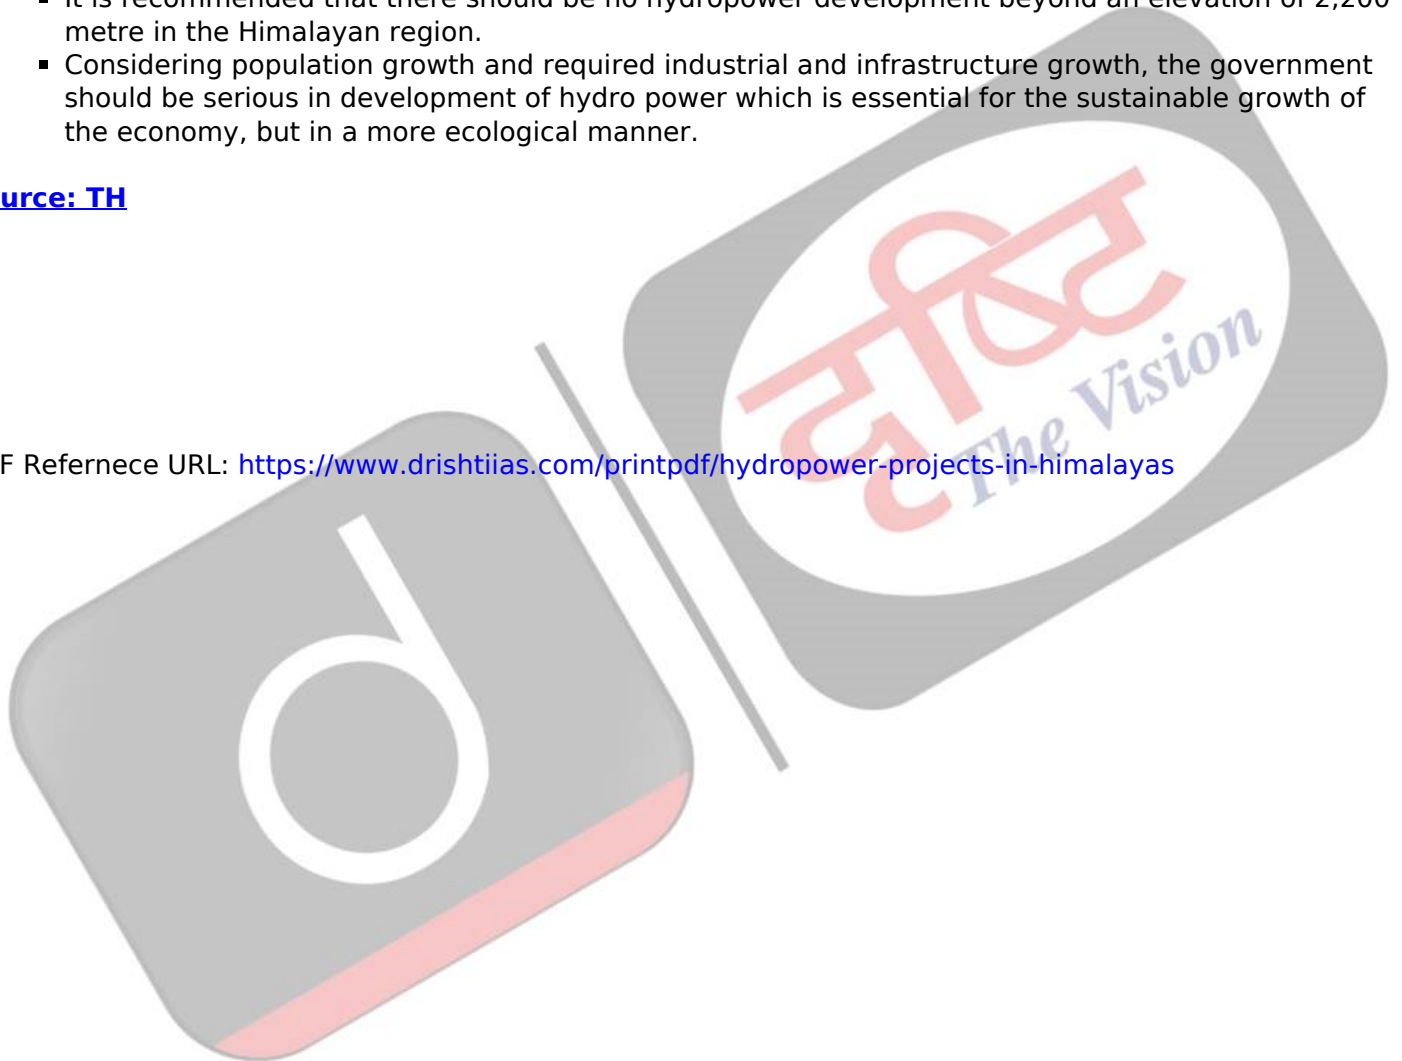 It is recommended that there should be no hydropower development beyond an elevation of 2,200
metre in the Himalayan region.
Considering population growth and required industrial and infrastructure growth, the government
should be serious in development of hydro power which is essential for the sustainable growth of
the economy, but in a more ecological manner.
urce: TH
दृष्टि
The Vision
F Refernece URL: https://www.drishtiias.com/printpdf/hydropower-projects-in-himalayas
d